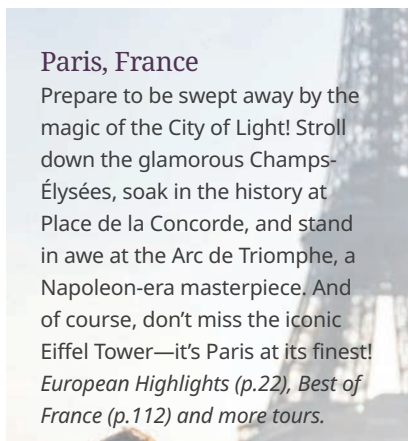 Paris, France
Prepare to be swept away by the
magic of the City of Light! Stroll
down the glamorous Champs-
Élysées, soak in the history at
Place de la Concorde, and stand
in awe at the Arc de Triomphe, a
Napoleon-era masterpiece. And
of course, don’t miss the iconic
Eiffel Tower—it’s Paris at its finest!
European Highlights (p.22), Best of
France (p.112) and more tours.